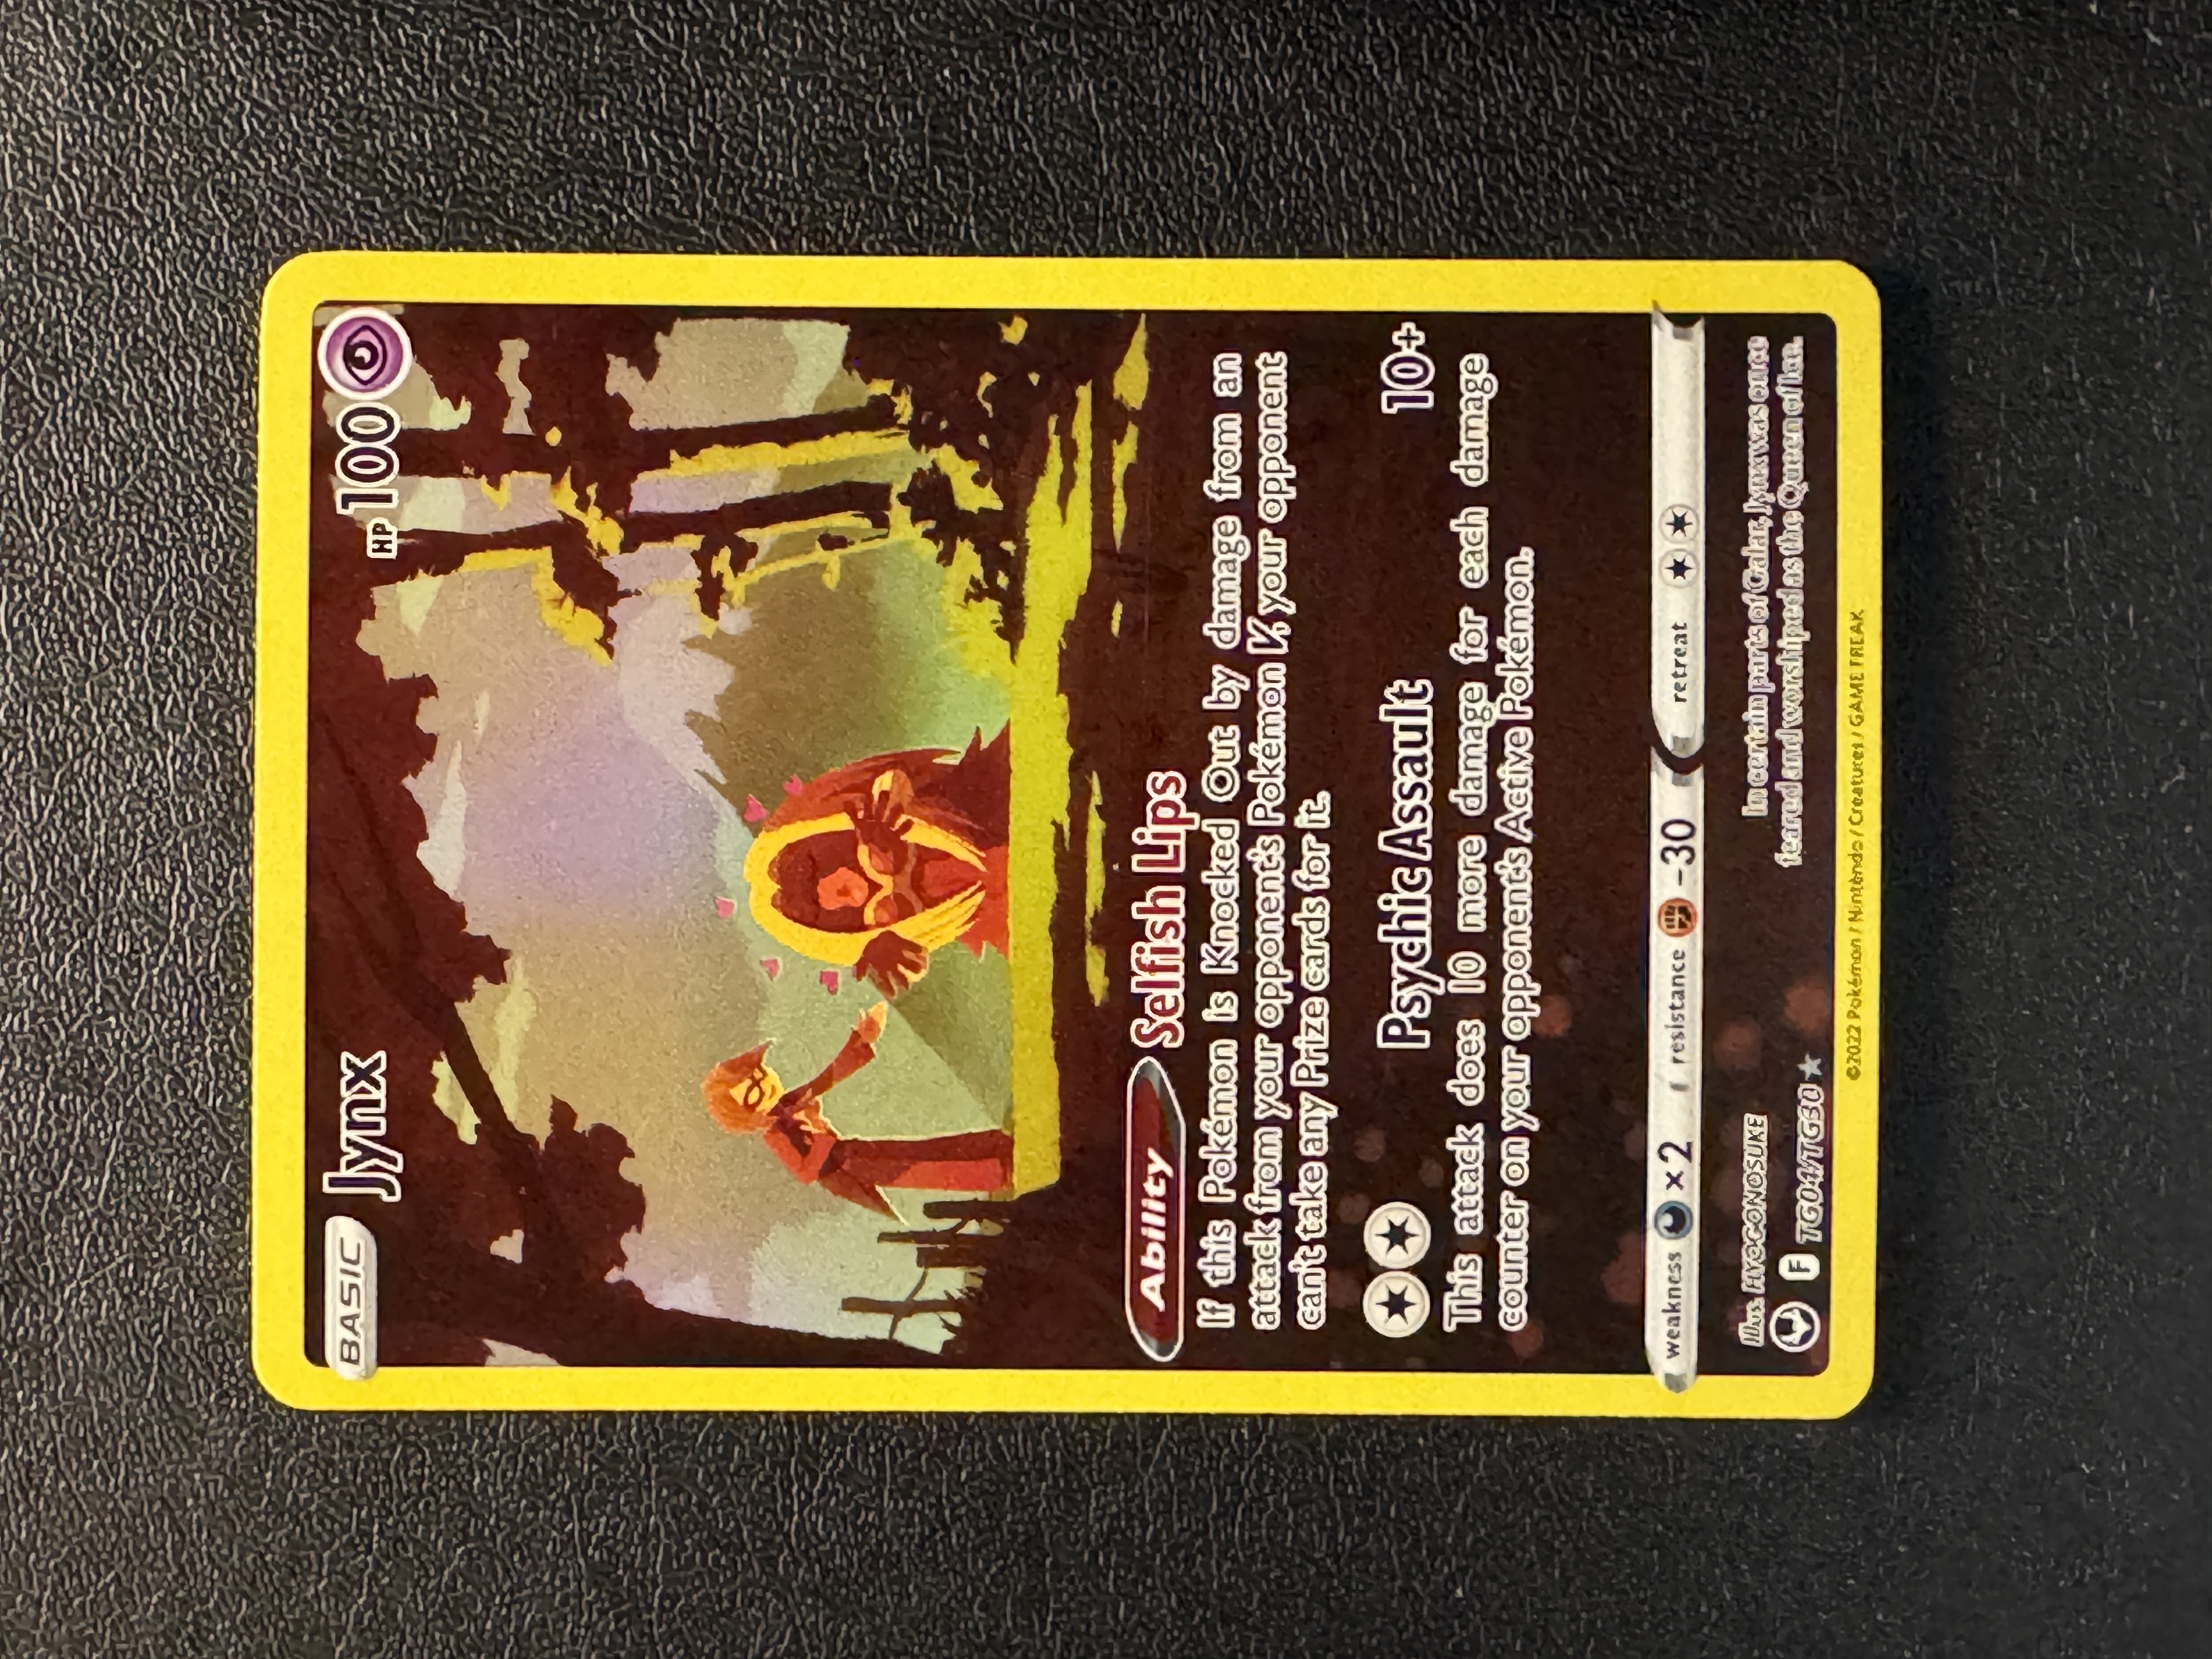 BASIC Jynx HP 100
Ability Selfish Lips
If this Pokémon is Knocked Out by damage from an
attack from your opponent's Pokémon V, your opponent
can't take any Prize cards for it.
Psychic Assault 10+
This attack does 10 more damage for each damage
counter on your opponent's Active Pokémon.
weakness ×2 resistance -30 retreat
Illus. HYOGONOSUKE
F TG04/TG30
In certain parts of Galar, Jynx was once
feared and worshiped as the Queen of Ice.
©2022 Pokémon / Nintendo / Creatures / GAME FREAK